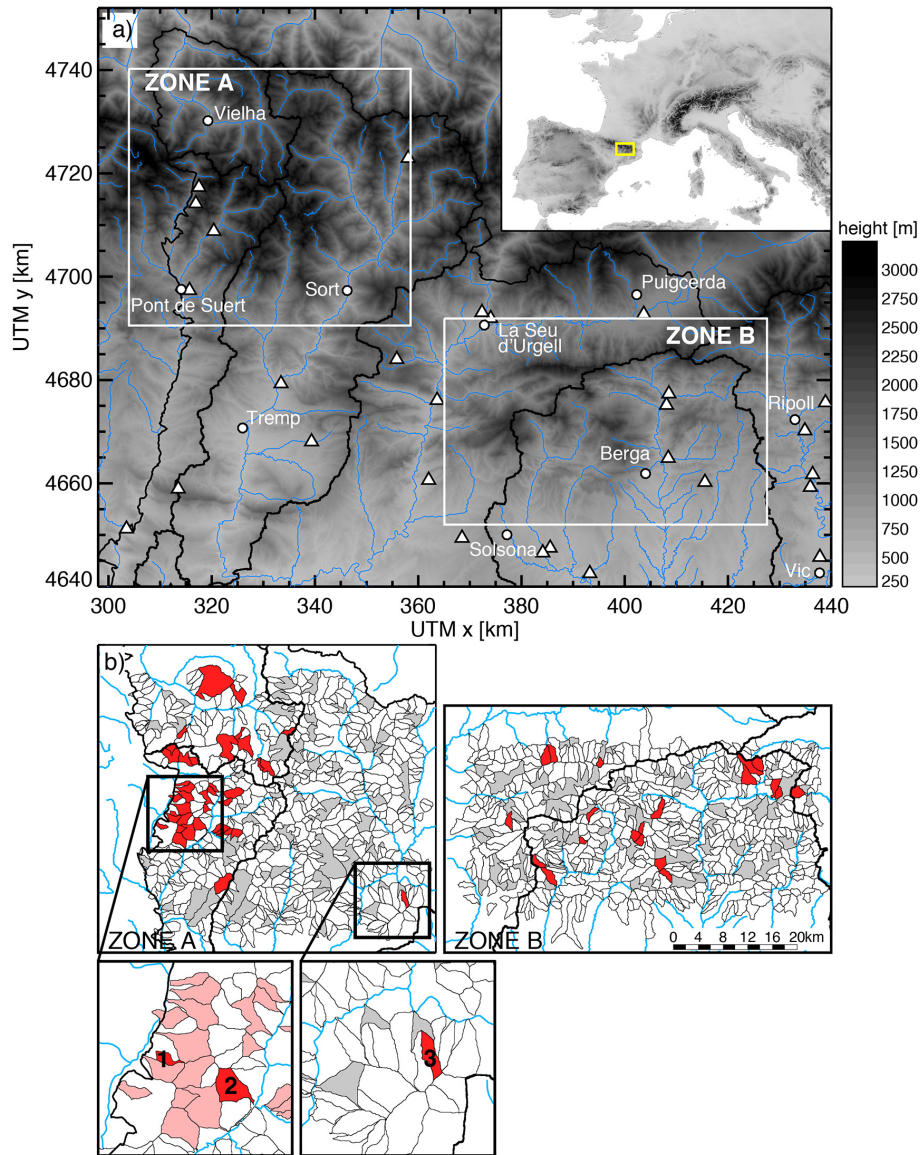 a)
ZONE A
Vielha
Pont de Suert
Sort
Puigcerda
La Seu
d'Urgell
ZONE B
Tremp
Ripoll
Berga
Solsona
Vic
4740
4720
4700
4680
4660
4640
UTM y [km]
300
320
340
360
380
400
420
440
UTM x [km]
height [m]
3000
2750
2500
2250
2000
1750
1500
1250
1000
750
500
250
b)
ZONE A
ZONE B
0 4 8 12 16 20km
1
2
3